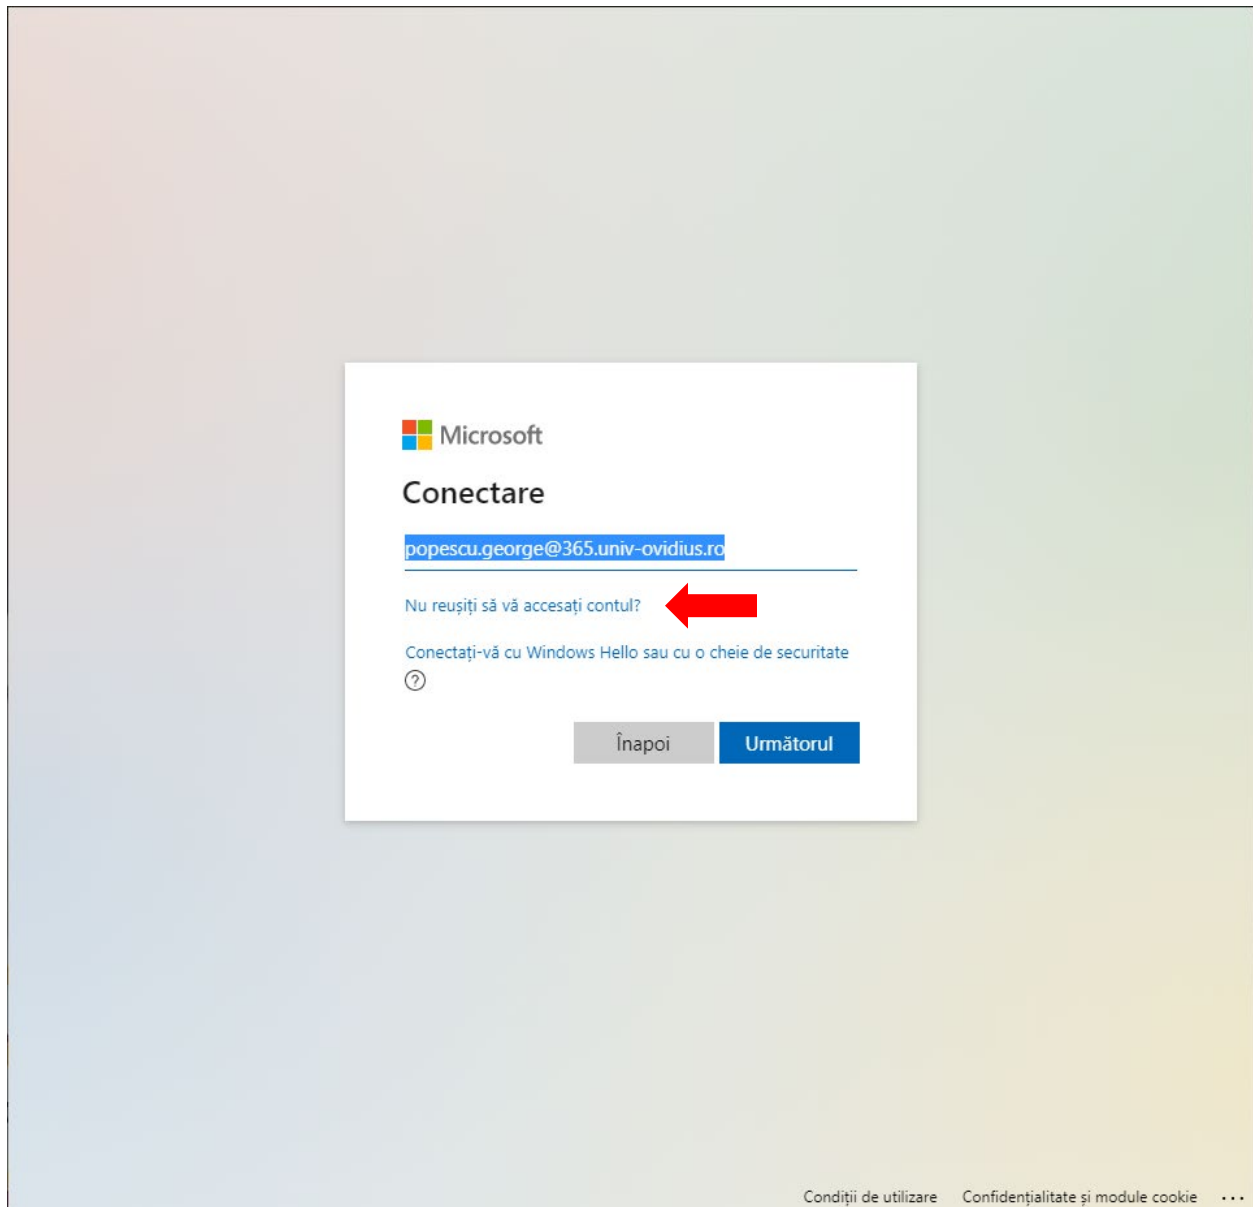 Microsoft
Conectare
popescu.george@365.univ-ovidius.ro
Nu reușiți să vă accesați contul?
Conectați-vă cu Windows Hello sau cu o cheie de securitate
?
Înapoi Următorul
Condiții de utilizare Confidențialitate și module cookie ...